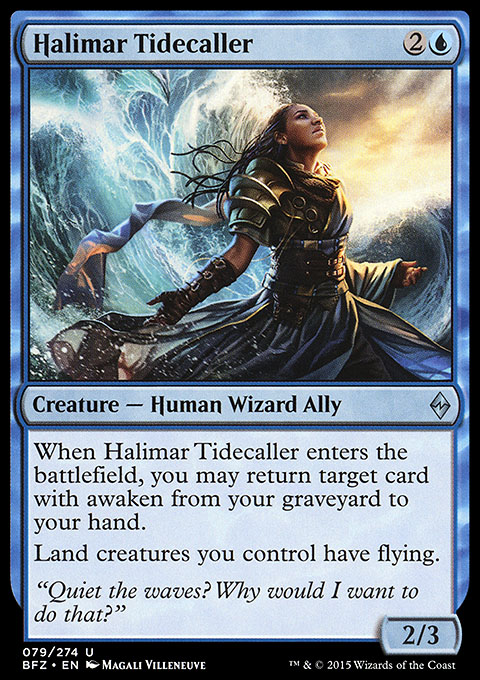 Halimar Tidecaller 2
Creature — Human Wizard Ally
When Halimar Tidecaller enters the
battlefield, you may return target card
with awaken from your graveyard to
your hand.
Land creatures you control have flying.
“Quiet the waves? Why would I want to
do that?”
2/3
079/274 U
BFZ • EN Magali Villeneuve
™ & © 2015 Wizards of the Coast